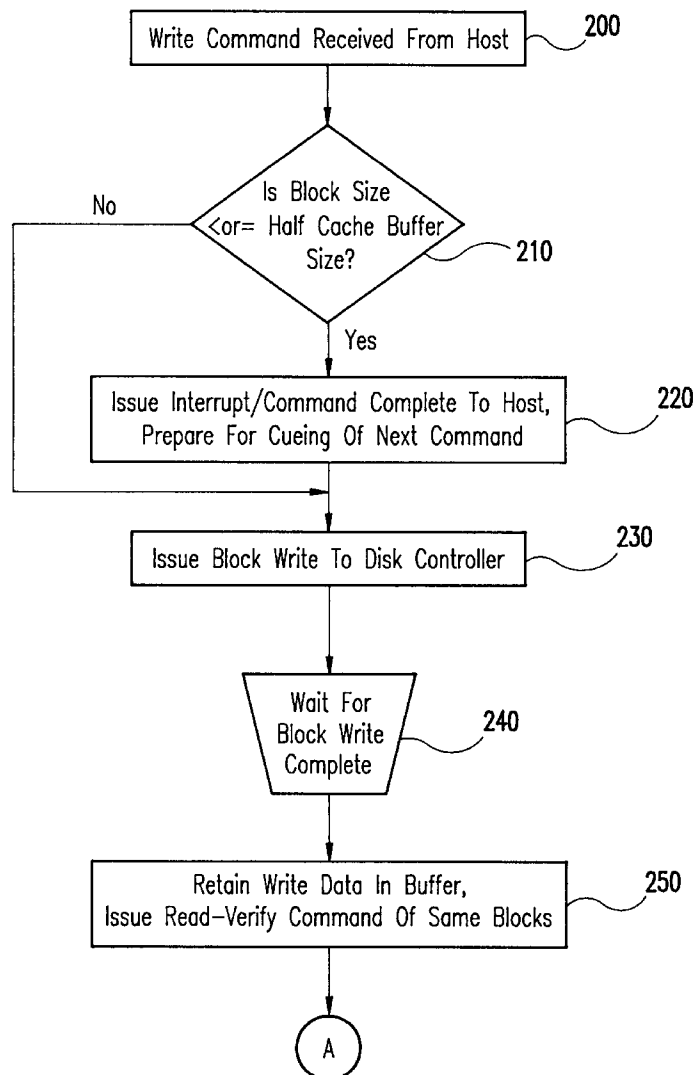 Write Command Received From Host
200
Is Block Size
<or= Half Cache Buffer
Size?
No
210
Yes
Issue Interrupt/Command Complete To Host,
Prepare For Cueing Of Next Command
220
Issue Block Write To Disk Controller
230
Wait For
Block Write
Complete
240
Retain Write Data In Buffer,
Issue Read-Verify Command Of Same Blocks
250
A